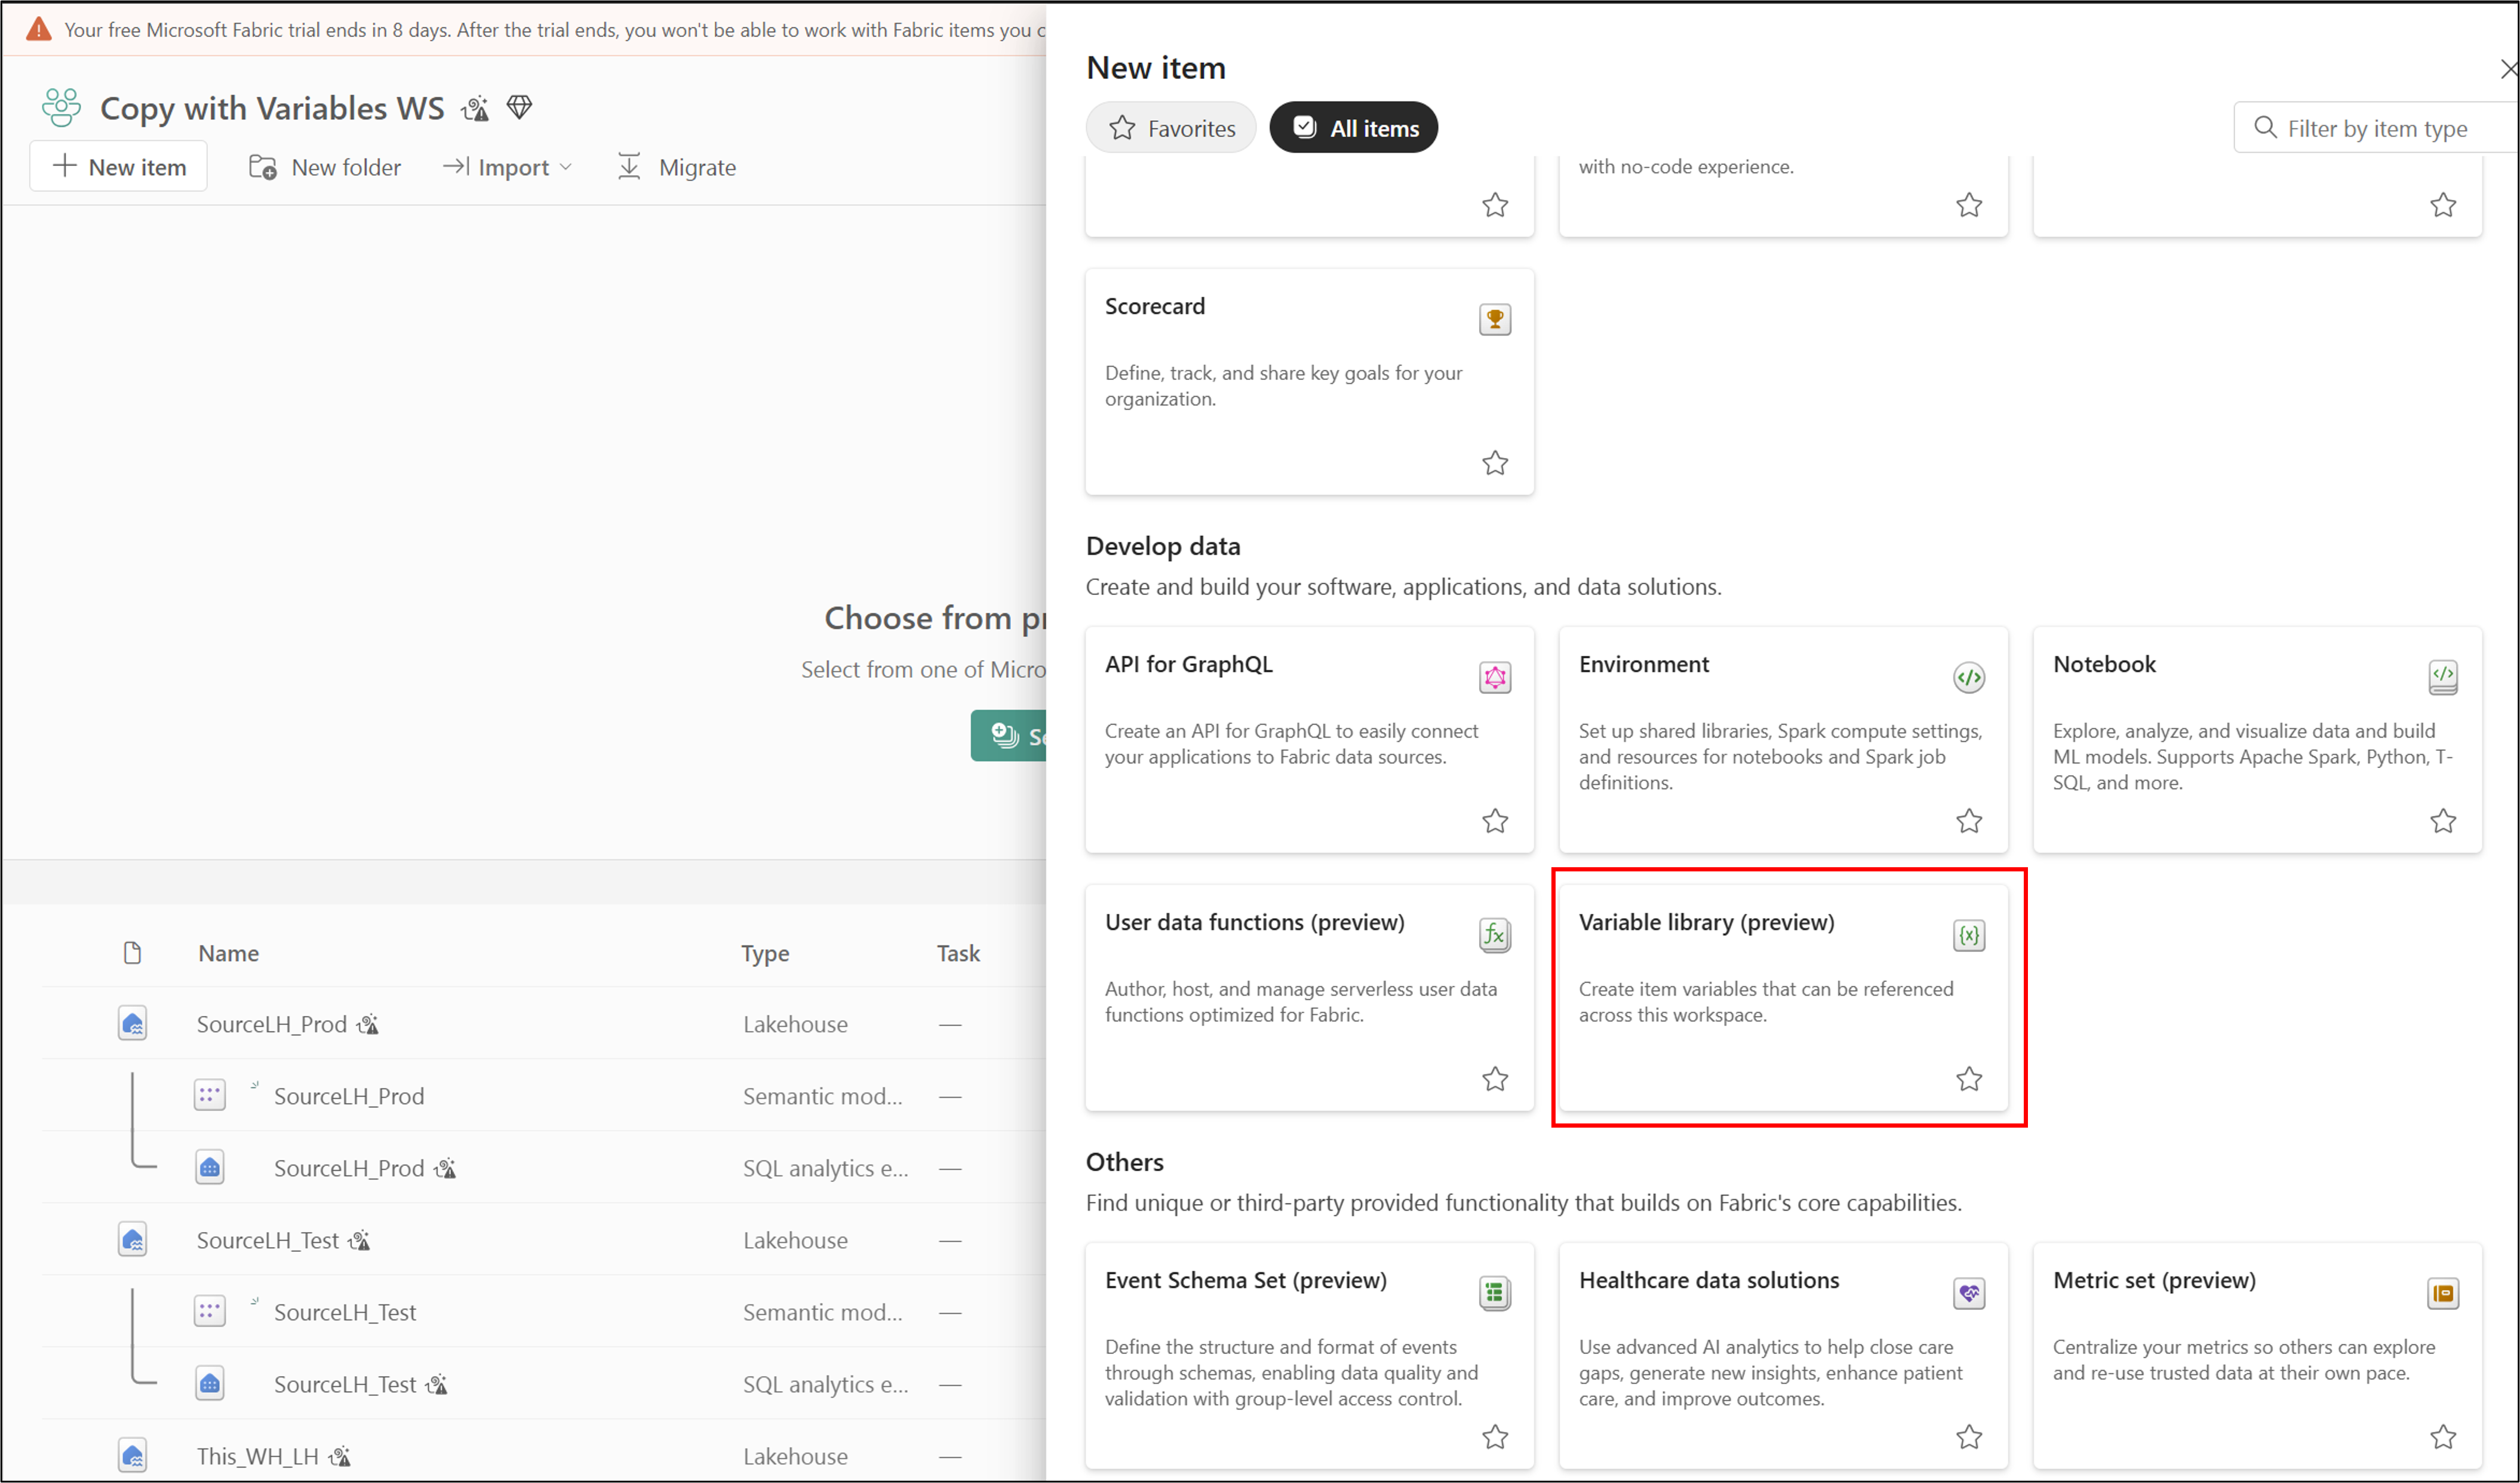 Your free Microsoft Fabric trial ends in 8 days. After the trial ends, you won't be able to work with Fabric items you c
Copy with Variables WS
New item
New folder
Import
Migrate
Choose from pr
Select from one of Micro
Se
Name Type Task
SourceLH_Prod Lakehouse —
SourceLH_Prod Semantic mod... —
SourceLH_Prod SQL analytics e... —
SourceLH_Test Lakehouse —
SourceLH_Test Semantic mod... —
SourceLH_Test SQL analytics e... —
This_WH_LH Lakehouse —
New item
Favorites
All items
Filter by item type
with no-code experience.
Scorecard
Define, track, and share key goals for your
organization.
Develop data
Create and build your software, applications, and data solutions.
API for GraphQL
Create an API for GraphQL to easily connect
your applications to Fabric data sources.
Environment
Set up shared libraries, Spark compute settings,
and resources for notebooks and Spark job
definitions.
Notebook
Explore, analyze, and visualize data and build
ML models. Supports Apache Spark, Python, T-
SQL, and more.
User data functions (preview)
Author, host, and manage serverless user data
functions optimized for Fabric.
Variable library (preview)
Create item variables that can be referenced
across this workspace.
Others
Find unique or third-party provided functionality that builds on Fabric's core capabilities.
Event Schema Set (preview)
Define the structure and format of events
through schemas, enabling data quality and
validation with group-level access control.
Healthcare data solutions
Use advanced AI analytics to help close care
gaps, generate new insights, enhance patient
care, and improve outcomes.
Metric set (preview)
Centralize your metrics so others can explore
and re-use trusted data at their own pace.